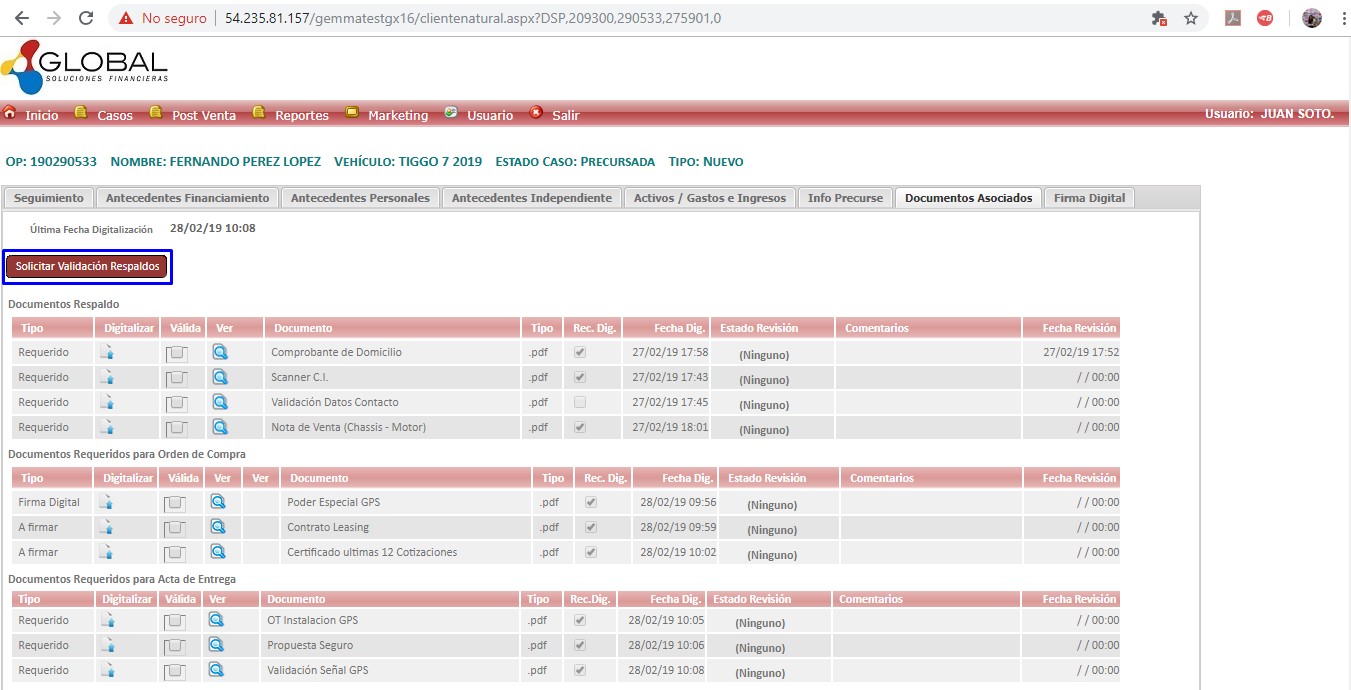 No seguro | 54.235.81.157/gemmatestgx16/clientenatural.aspx?DSP,209300,290533,275901,0
GLOBAL
SOLUCIONES FINANCIERAS
Inicio Casos Post Venta Reportes Marketing Usuario Salir Usuario: JUAN SOTO.
OP: 190290533 NOMBRE: FERNANDO PEREZ LOPEZ VEHÍCULO: TIGGO 7 2019 ESTADO CASO: PRECURSADA TIPO: NUEVO
Seguimiento Antecedentes Financiamiento Antecedentes Personales Antecedentes Independiente Activos / Gastos e Ingresos Info Precurse Documentos Asociados Firma Digital
Última Fecha Digitalización 28/02/19 10:08
Solicitar Validación Respaldos
Documentos Respaldo
Tipo Digitalizar Válida Ver Documento Tipo Rec. Dig. Fecha Dig. Estado Revisión Comentarios Fecha Revisión
Requerido Comprobante de Domicilio .pdf 27/02/19 17:58 (Ninguno) 27/02/19 17:52
Requerido Scanner C.I. .pdf 27/02/19 17:43 (Ninguno) / / 00:00
Requerido Validación Datos Contacto .pdf 27/02/19 17:45 (Ninguno) / / 00:00
Requerido Nota de Venta (Chassis - Motor) .pdf 27/02/19 18:01 (Ninguno) / / 00:00
Documentos Requeridos para Orden de Compra
Tipo Digitalizar Válida Ver Ver Documento Tipo Rec. Dig. Fecha Dig. Estado Revisión Comentarios Fecha Revisión
Firma Digital Poder Especial GPS .pdf 28/02/19 09:56 (Ninguno) / / 00:00
A firmar Contrato Leasing .pdf 28/02/19 09:59 (Ninguno) / / 00:00
A firmar Certificado ultimas 12 Cotizaciones .pdf 28/02/19 10:02 (Ninguno) / / 00:00
Documentos Requeridos para Acta de Entrega
Tipo Digitalizar Válida Ver Documento Tipo Rec.Dig. Fecha Dig. Estado Revisión Comentarios Fecha Revisión
Requerido OT Instalacion GPS .pdf 28/02/19 10:05 (Ninguno) / / 00:00
Requerido Propuesta Seguro .pdf 28/02/19 10:06 (Ninguno) / / 00:00
Requerido Validación Señal GPS .pdf 28/02/19 10:08 (Ninguno) / / 00:00